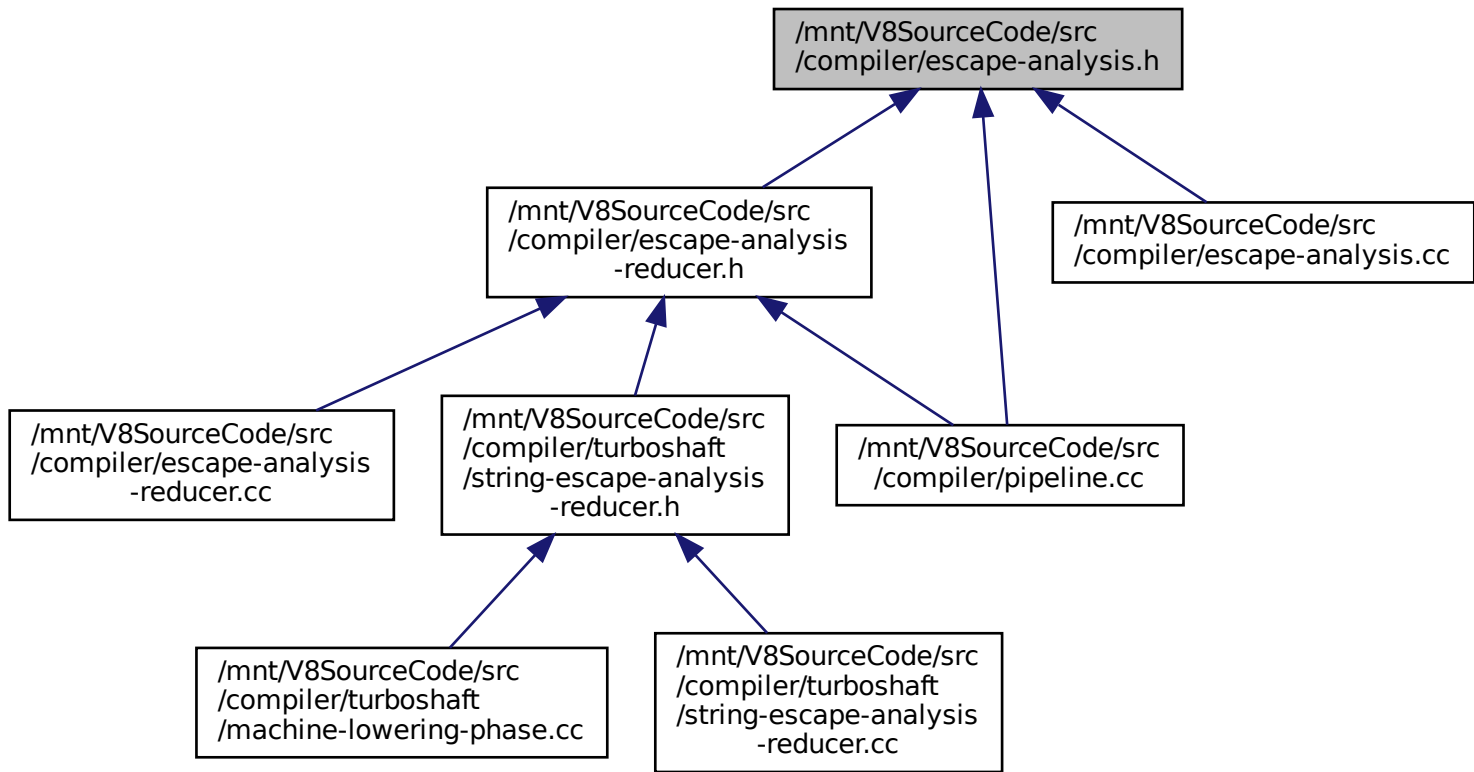 /mnt/V8SourceCode/src
/compiler/escape-analysis.h
/mnt/V8SourceCode/src
/compiler/escape-analysis
-reducer.h
/mnt/V8SourceCode/src
/compiler/escape-analysis.cc
/mnt/V8SourceCode/src
/compiler/escape-analysis
-reducer.cc
/mnt/V8SourceCode/src
/compiler/turboshaft
/string-escape-analysis
-reducer.h
/mnt/V8SourceCode/src
/compiler/pipeline.cc
/mnt/V8SourceCode/src
/compiler/turboshaft
/machine-lowering-phase.cc
/mnt/V8SourceCode/src
/compiler/turboshaft
/string-escape-analysis
-reducer.cc